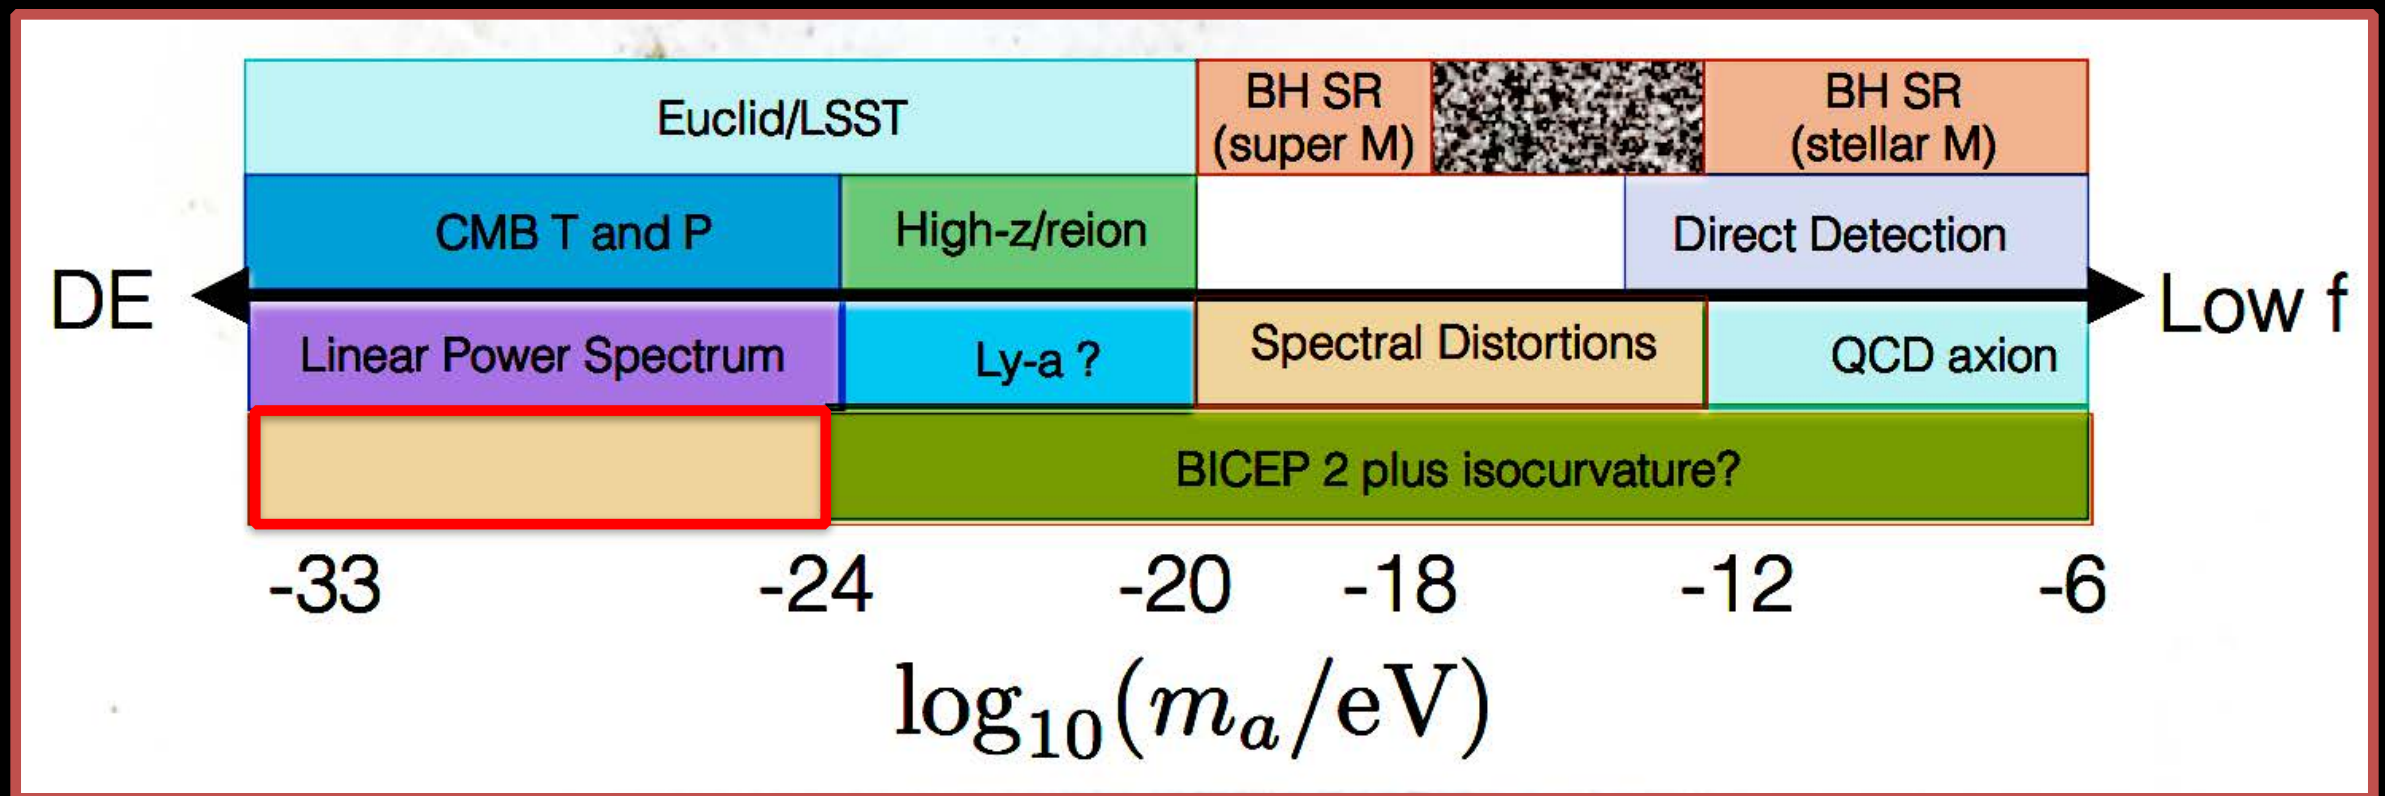 Euclid/LSST
BH SR
(super M)
BH SR
(stellar M)
CMB T and P
High-z/reion
Direct Detection
DE
Low f
Linear Power Spectrum
Ly-a ?
Spectral Distortions
QCD axion
BICEP 2 plus isocurvature?
-33 -24 -20 -18 -12 -6
log₁₀(mₐ/eV)